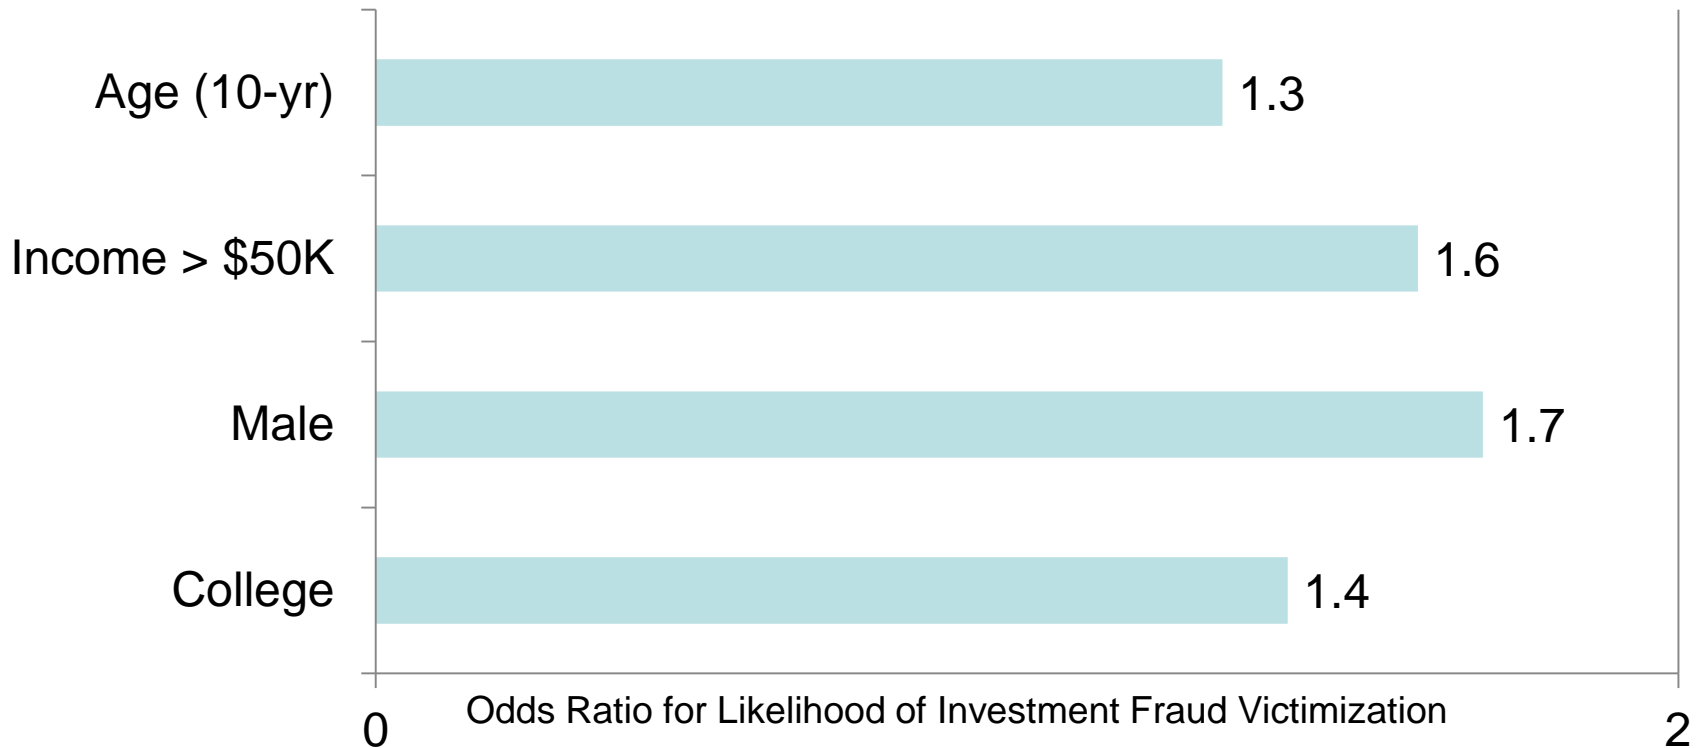 Age (10-yr)
1.3
Income > $50K
1.6
Male
1.7
College
1.4
0
Odds Ratio for Likelihood of Investment Fraud Victimization
2